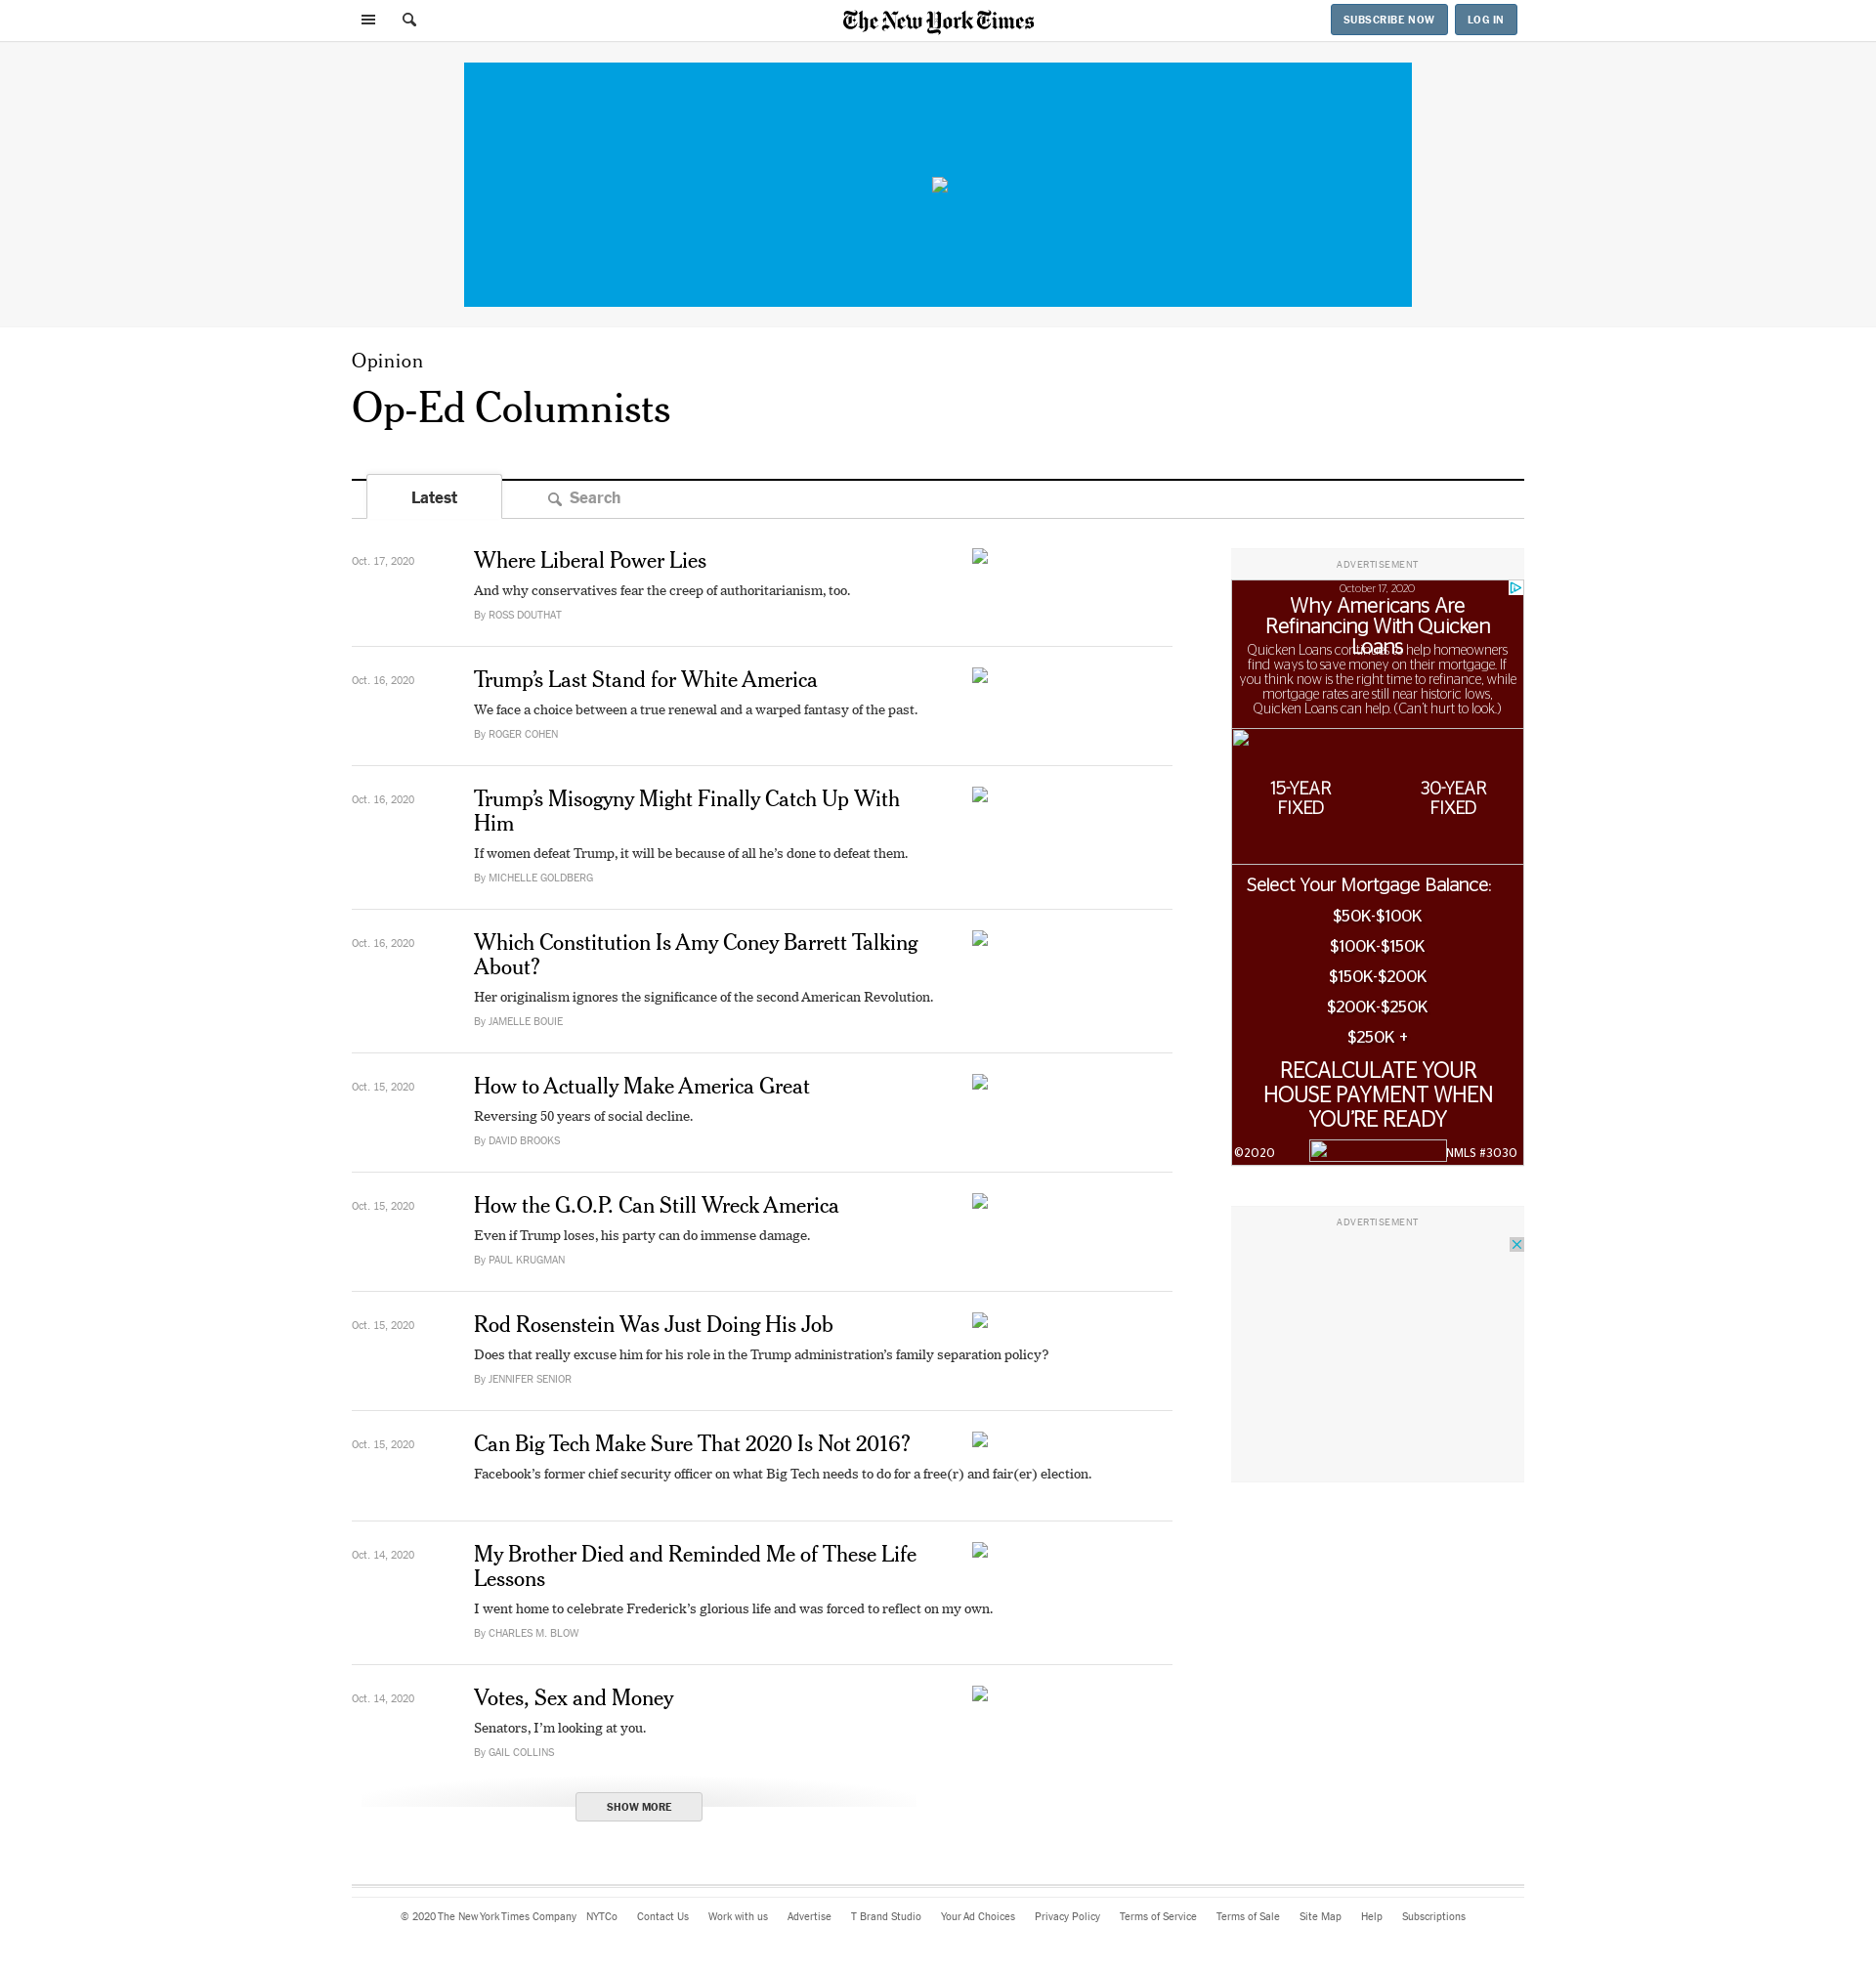 The New York Times
SUBSCRIBE NOW
LOG IN
Opinion
Op-Ed Columnists
Latest
Search
Oct. 17, 2020
Where Liberal Power Lies
And why conservatives fear the creep of authoritarianism, too.
By ROSS DOUTHAT
Oct. 16, 2020
Trump’s Last Stand for White America
We face a choice between a true renewal and a warped fantasy of the past.
By ROGER COHEN
Oct. 16, 2020
Trump’s Misogyny Might Finally Catch Up With
Him
If women defeat Trump, it will be because of all he’s done to defeat them.
By MICHELLE GOLDBERG
Oct. 16, 2020
Which Constitution Is Amy Coney Barrett Talking
About?
Her originalism ignores the significance of the second American Revolution.
By JAMELLE BOUIE
Oct. 15, 2020
How to Actually Make America Great
Reversing 50 years of social decline.
By DAVID BROOKS
Oct. 15, 2020
How the G.O.P. Can Still Wreck America
Even if Trump loses, his party can do immense damage.
By PAUL KRUGMAN
Oct. 15, 2020
Rod Rosenstein Was Just Doing His Job
Does that really excuse him for his role in the Trump administration’s family separation policy?
By JENNIFER SENIOR
Oct. 15, 2020
Can Big Tech Make Sure That 2020 Is Not 2016?
Facebook’s former chief security officer on what Big Tech needs to do for a free(r) and fair(er) election.
Oct. 14, 2020
My Brother Died and Reminded Me of These Life
Lessons
I went home to celebrate Frederick’s glorious life and was forced to reflect on my own.
By CHARLES M. BLOW
Oct. 14, 2020
Votes, Sex and Money
Senators, I’m looking at you.
By GAIL COLLINS
SHOW MORE
ADVERTISEMENT
October 17, 2020
Why Americans Are
Refinancing With Quicken
Loans
Quicken Loans continues to help homeowners
find ways to save money on their mortgage. If
you think now is the right time to refinance, while
mortgage rates are still near historic lows,
Quicken Loans can help. (Can’t hurt to look.)
15-YEAR
FIXED
30-YEAR
FIXED
Select Your Mortgage Balance:
$50K-$100K
$100K-$150K
$150K-$200K
$200K-$250K
$250K +
RECALCULATE YOUR
HOUSE PAYMENT WHEN
YOU’RE READY
©2020
NMLS #3030
ADVERTISEMENT
© 2020 The New York Times Company NYTCo Contact Us Work with us Advertise T Brand Studio Your Ad Choices Privacy Policy Terms of Service Terms of Sale Site Map Help Subscriptions